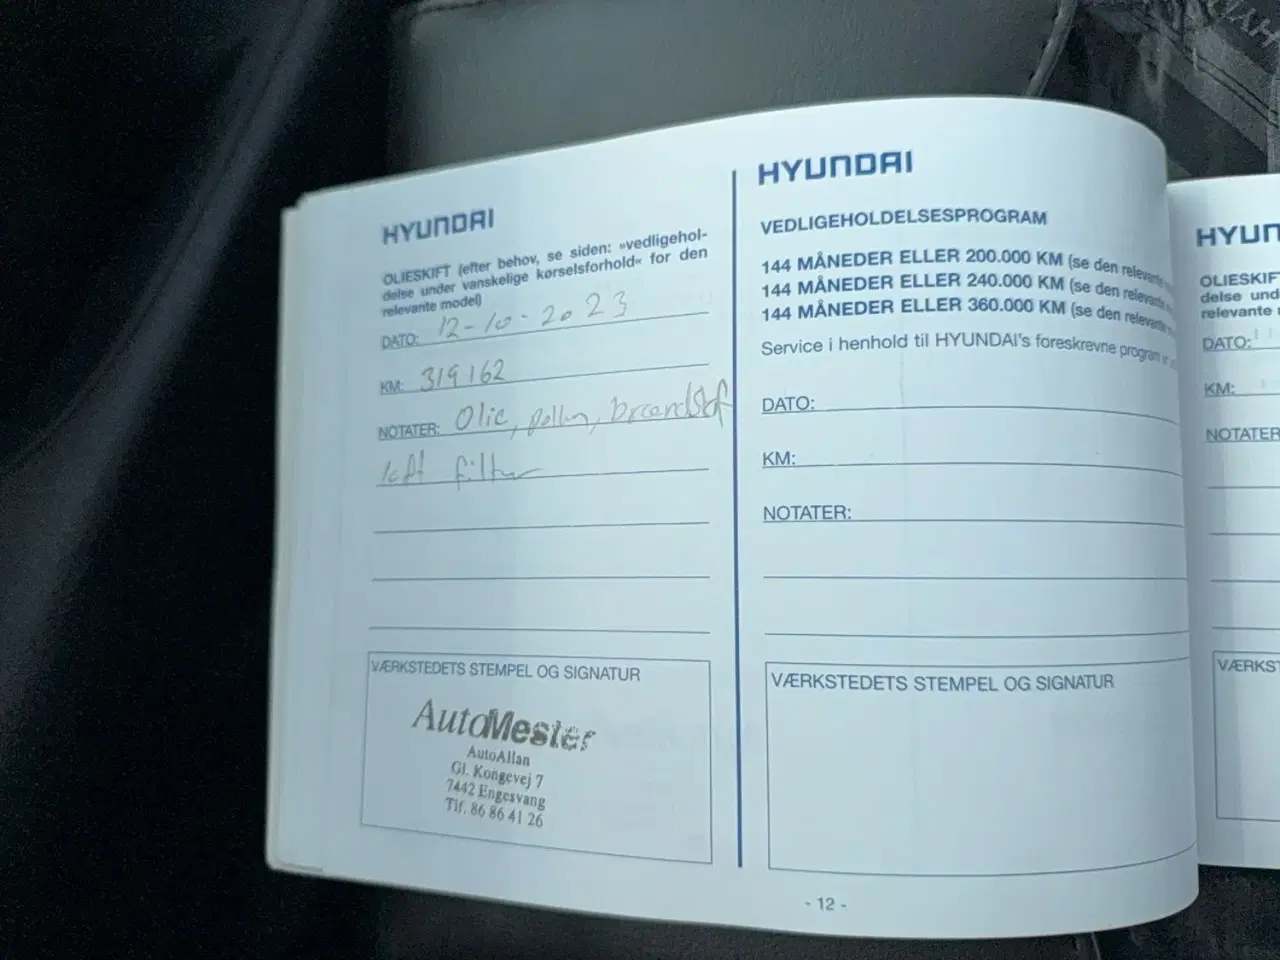 HYUNDAI
OLIESKIFT (efter behov, se siden: »vedligehol-
delse under vanskelige kørselsforhold« for den
relevante model)
DATO: 12-10-2023
KM: 319162
NOTATER: Olie, pollen, brændstof
luft filter
VÆRKSTEDETS STEMPEL OG SIGNATUR
AutoMester
AutoAllan
Gl. Kongevej 7
7442 Engesvang
Tlf. 86 86 41 26
HYUNDAI
VEDLIGEHOLDELSESPROGRAM
144 MÅNEDER ELLER 200.000 KM (se den relevante
144 MÅNEDER ELLER 240.000 KM (se den relevante
144 MÅNEDER ELLER 360.000 KM (se den relevante
Service i henhold til HYUNDAI's foreskrevne program
DATO:
KM:
NOTATER:
VÆRKSTEDETS STEMPEL OG SIGNATUR
- 12 -
HYUN
OLIESKIF
delse und
relevante
DATO:
KM:
NOTATER
VÆRKST